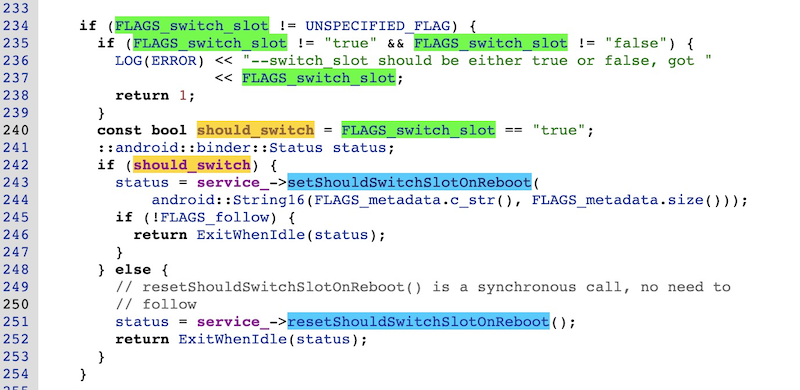 233
234 if (FLAGS_switch_slot != UNSPECIFIED_FLAG) {
235 if (FLAGS_switch_slot != "true" && FLAGS_switch_slot != "false") {
236 LOG(ERROR) << "--switch_slot should be either true or false, got "
237 << FLAGS_switch_slot;
238 return 1;
239 }
240 const bool should_switch = FLAGS_switch_slot == "true";
241 ::android::binder::Status status;
242 if (should_switch) {
243 status = service_->setShouldSwitchSlotOnReboot(
244 android::String16(FLAGS_metadata.c_str(), FLAGS_metadata.size()));
245 if (!FLAGS_follow) {
246 return ExitWhenIdle(status);
247 }
248 } else {
249 // resetShouldSwitchSlotOnReboot() is a synchronous call, no need to
250 // follow
251 status = service_->resetShouldSwitchSlotOnReboot();
252 return ExitWhenIdle(status);
253 }
254 }